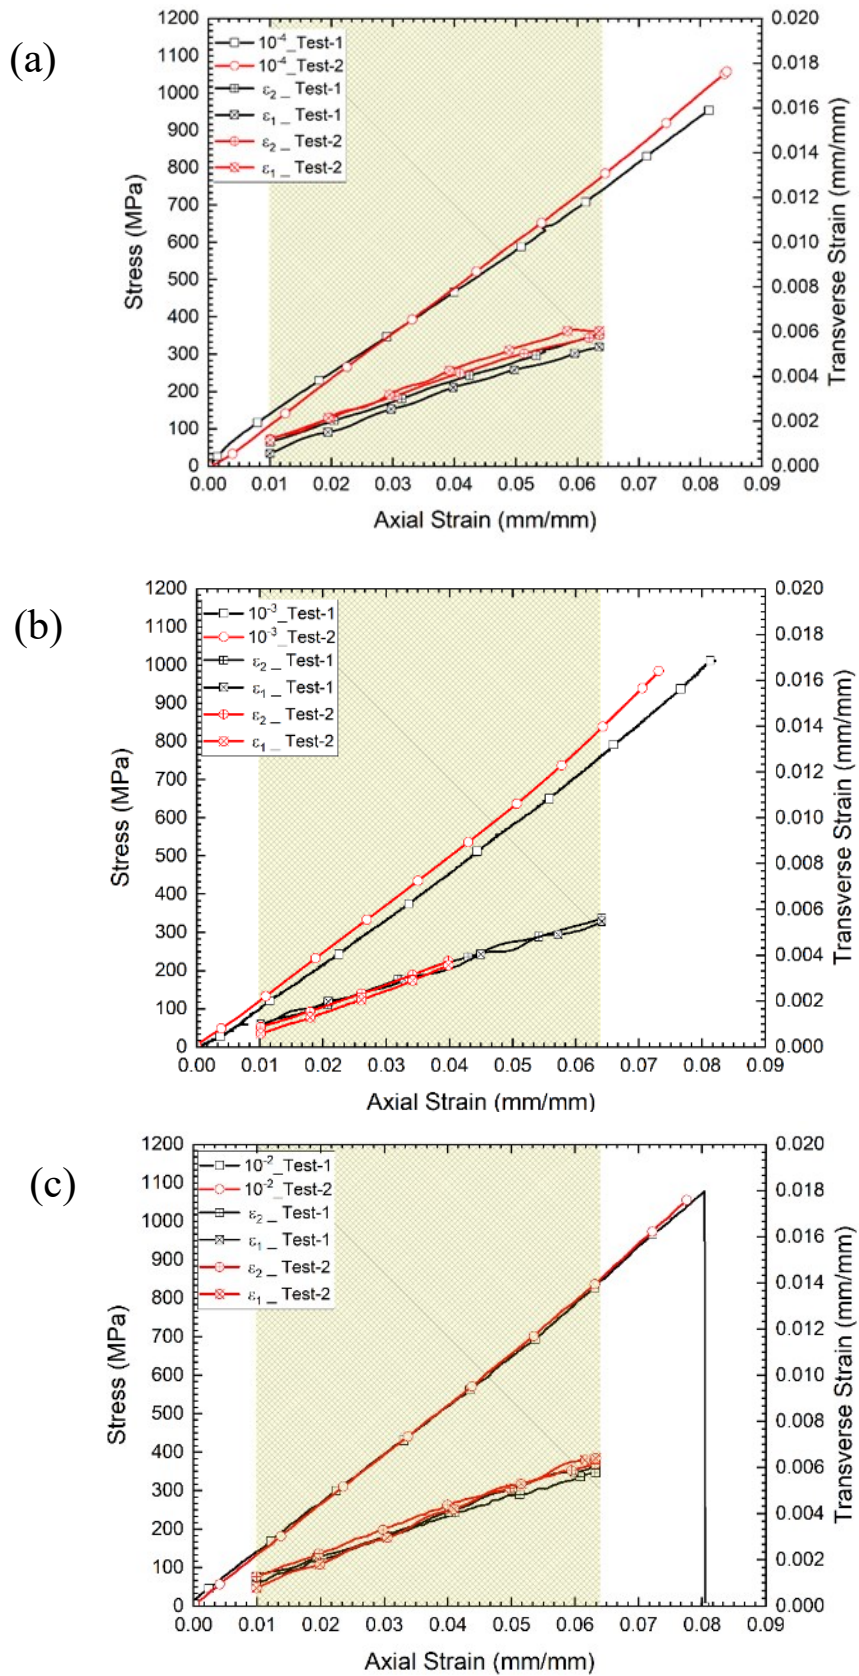 (a)
1200
1100
1000
900
800
700
600
500
400
300
200
100
0
Stress (MPa)
10⁻⁴_Test-1
10⁻⁴_Test-2
ε₂_ Test-1
ε₁_ Test-1
ε₂_ Test-2
ε₁_ Test-2
0.020
0.018
0.016
0.014
0.012
0.010
0.008
0.006
0.004
0.002
0.000
Transverse Strain (mm/mm)
0.00 0.01 0.02 0.03 0.04 0.05 0.06 0.07 0.08 0.09
Axial Strain (mm/mm)
(b)
1200
1100
1000
900
800
700
600
500
400
300
200
100
0
Stress (MPa)
10⁻³_Test-1
10⁻³_Test-2
ε₂_ Test-1
ε₁_ Test-1
ε₂_ Test-2
ε₁_ Test-2
0.020
0.018
0.016
0.014
0.012
0.010
0.008
0.006
0.004
0.002
0.000
Transverse Strain (mm/mm)
0.00 0.01 0.02 0.03 0.04 0.05 0.06 0.07 0.08 0.09
Axial Strain (mm/mm)
(c)
1200
1100
1000
900
800
700
600
500
400
300
200
100
0
Stress (MPa)
10⁻²_Test-1
10⁻²_Test-2
ε₂_ Test-1
ε₁_ Test-1
ε₂_ Test-2
ε₁_ Test-2
0.020
0.018
0.016
0.014
0.012
0.010
0.008
0.006
0.004
0.002
0.000
Transverse Strain (mm/mm)
0.00 0.01 0.02 0.03 0.04 0.05 0.06 0.07 0.08 0.09
Axial Strain (mm/mm)